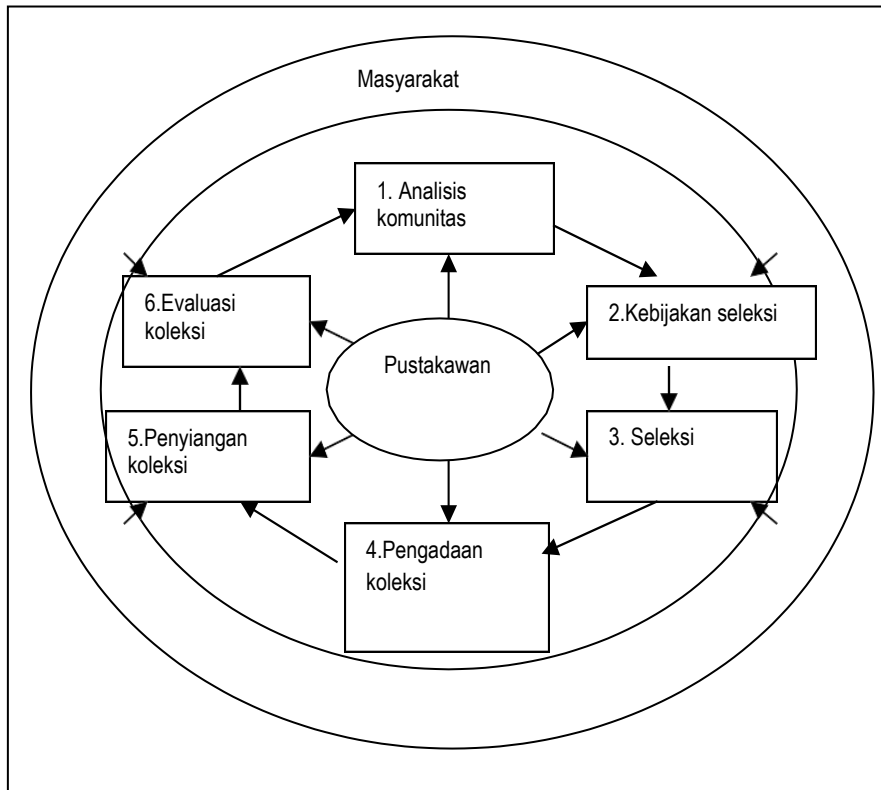 Masyarakat
1. Analisis
komunitas
6.Evaluasi
koleksi
2.Kebijakan seleksi
Pustakawan
5.Penyiangan
koleksi
3. Seleksi
4.Pengadaan
koleksi